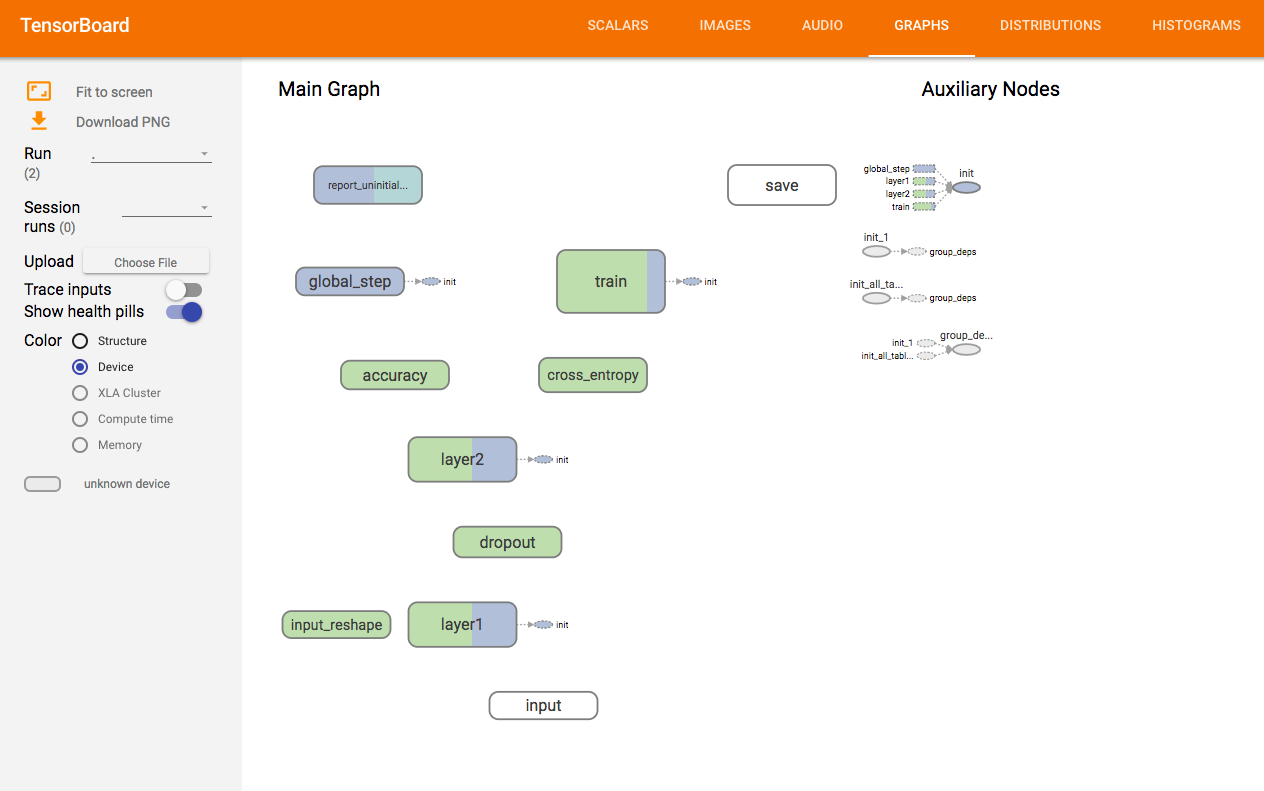 TensorBoard
SCALARS
IMAGES
AUDIO
GRAPHS
DISTRIBUTIONS
HISTOGRAMS
Fit to screen
Download PNG
Run
(2)
.
Session
runs (0)
Upload
Choose File
Trace inputs
Show health pills
Color
Structure
Device
XLA Cluster
Compute time
Memory
unknown device
Main Graph
report_uninitial...
save
global_step
init
train
init
accuracy
cross_entropy
layer2
init
dropout
input_reshape
layer1
init
input
Auxiliary Nodes
global_step
layer1
layer2
train
init
init_1
group_deps
init_all_ta...
group_deps
init_1
init_all_tabl...
group_de...